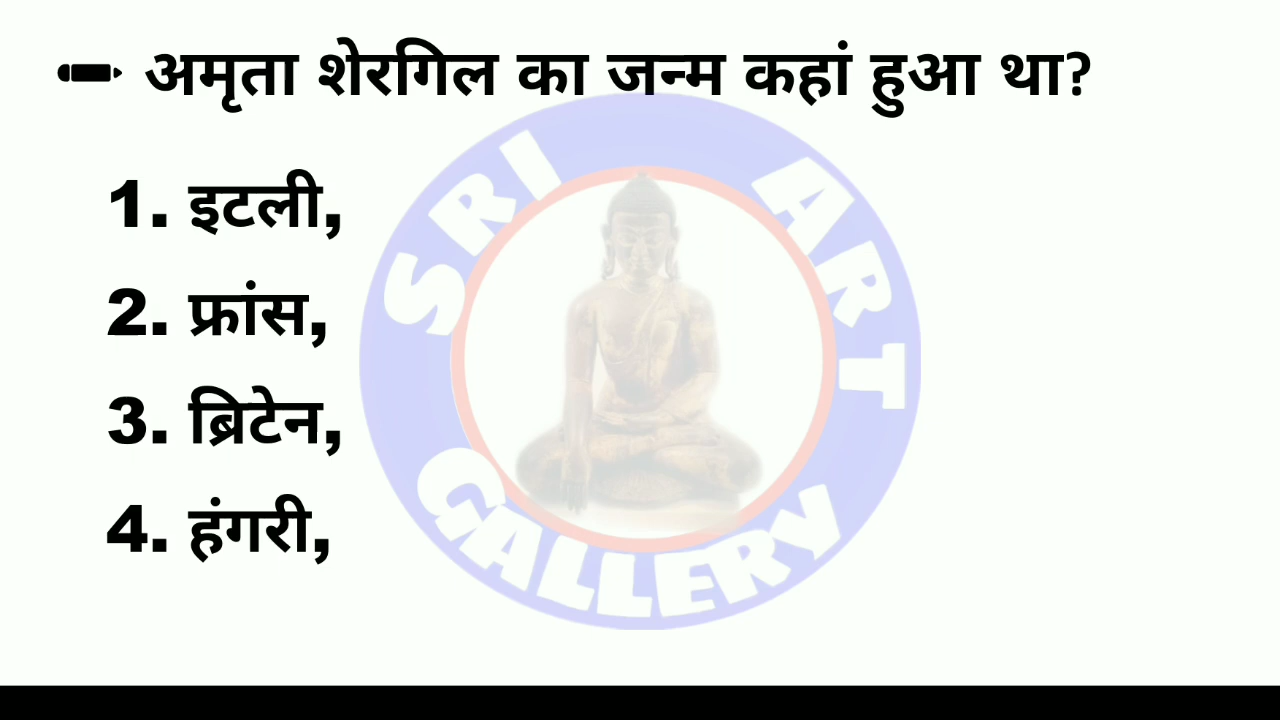 अमृता शेरगिल का जन्म कहां हुआ था?
1. इटली,
2. फ्रांस,
3. ब्रिटेन,
4. हंगरी,
SRI ART GALLERY